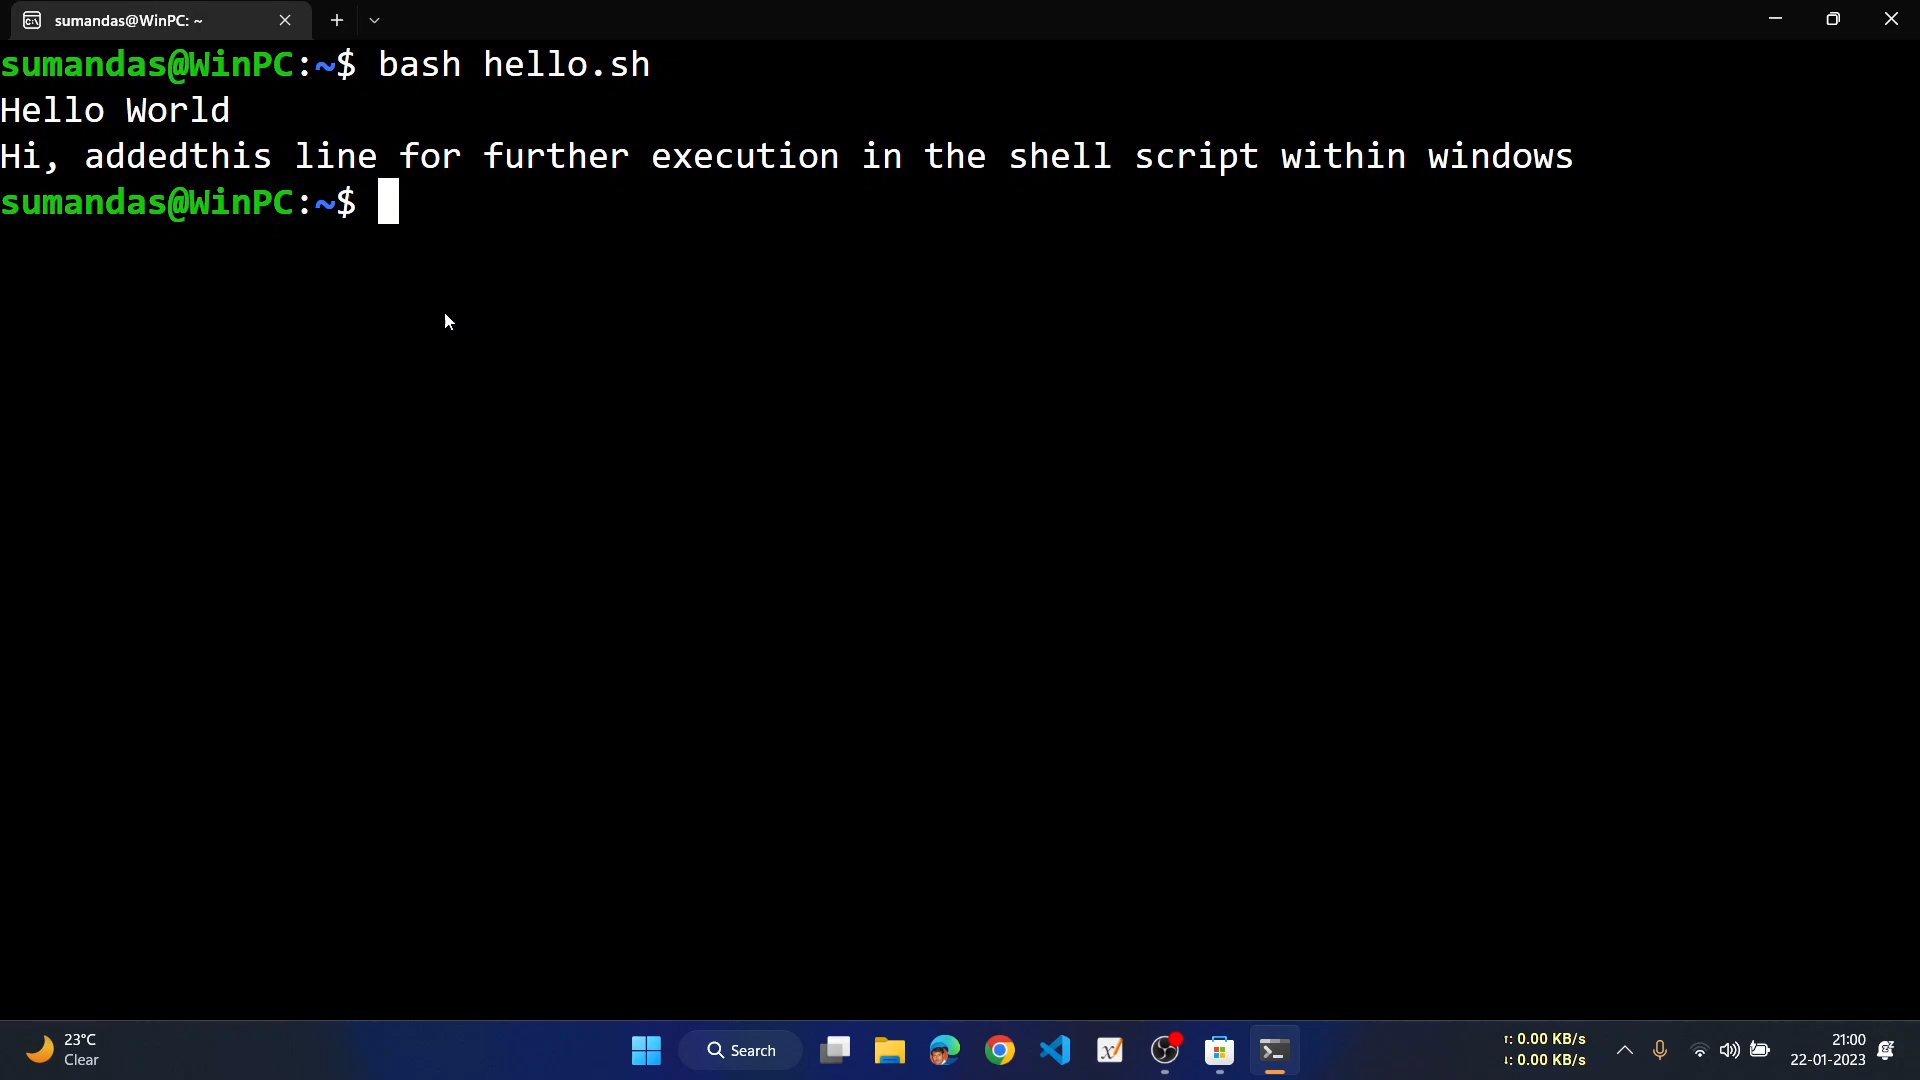 sumandas@WinPC: ~
sumandas@WinPC:~$ bash hello.sh
Hello World
Hi, addedthis line for further execution in the shell script within windows
sumandas@WinPC:~$
23°C
Clear
Search
↑: 0.00 KB/s
↓: 0.00 KB/s
21:00
22-01-2023